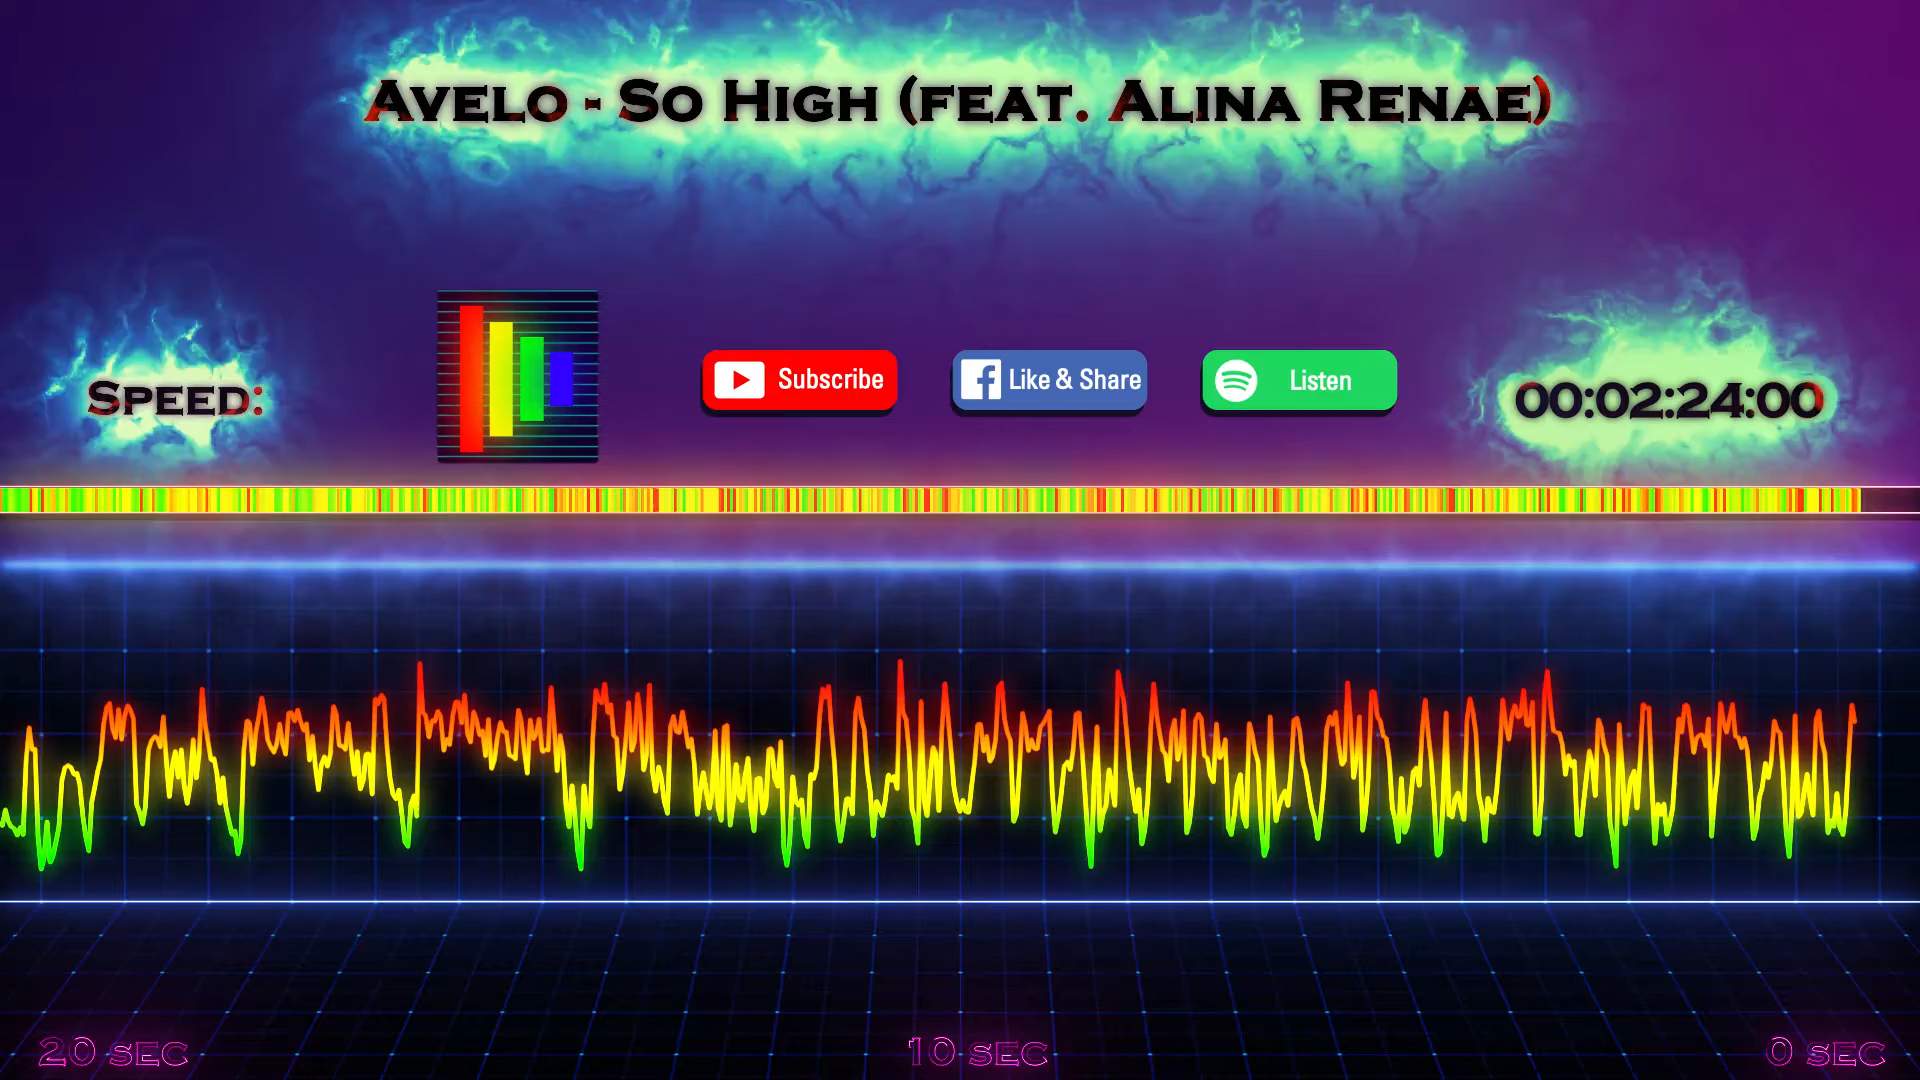 Avelo - So High (feat. Alina Renae)
Speed:
Subscribe
Like & Share
Listen
00:02:24:00
20 sec
10 sec
0 sec